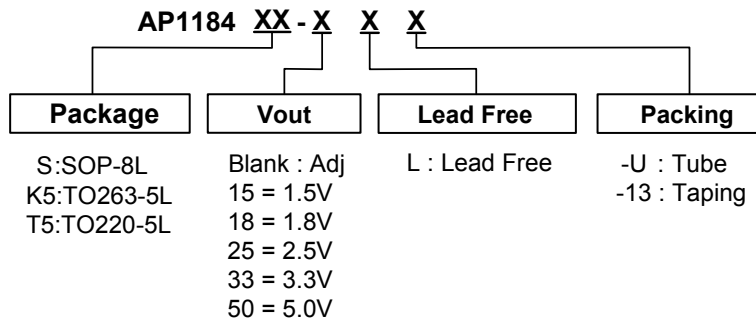 AP1184 XX - X X X
Package
Vout
Lead Free
Packing
S:SOP-8L
K5:TO263-5L
T5:TO220-5L
Blank : Adj
15 = 1.5V
18 = 1.8V
25 = 2.5V
33 = 3.3V
50 = 5.0V
L : Lead Free
-U : Tube
-13 : Taping